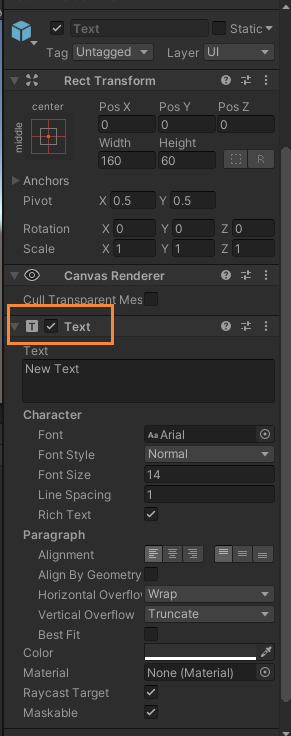 Text
Static
Tag Untagged Layer UI
Rect Transform
center
middle
Pos X Pos Y Pos Z
0 0 0
Width Height
160 60
R
Anchors
Pivot X 0.5 Y 0.5
Rotation X 0 Y 0 Z 0
Scale X 1 Y 1 Z 1
Canvas Renderer
Cull Transparent Mes
T Text
Text
New Text
Character
Font Aa Arial
Font Style Normal
Font Size 14
Line Spacing 1
Rich Text
Paragraph
Alignment
Align By Geometry
Horizontal Overflo Wrap
Vertical Overflow Truncate
Best Fit
Color
Material None (Material)
Raycast Target
Maskable